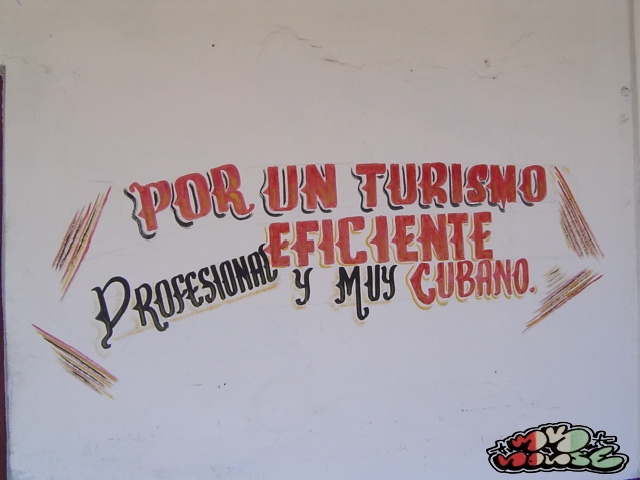 POR UN TURISMO
EFICIENTE
PROFESIONAL Y MUY CUBANO.